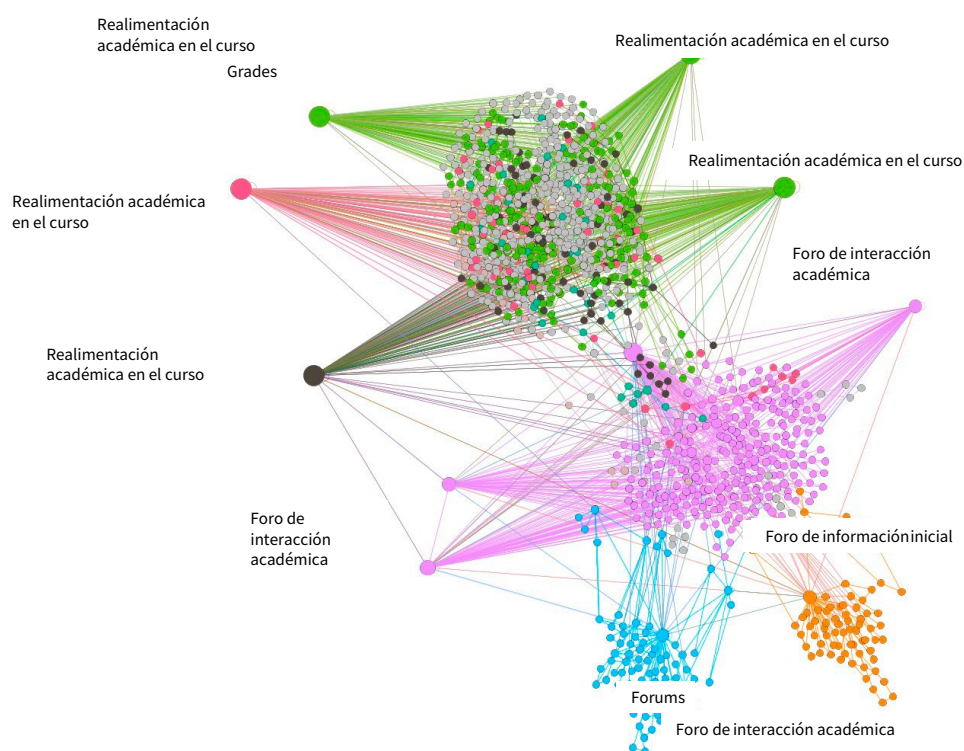 Realimentación
académica en el curso
Grades
Realimentación académica en el curso
Realimentación académica en el curso
Realimentación académica
en el curso
Foro de interacción
académica
Realimentación
académica en el curso
Foro de
interacción
académica
Foro de información inicial
Forums
Foro de interacción académica